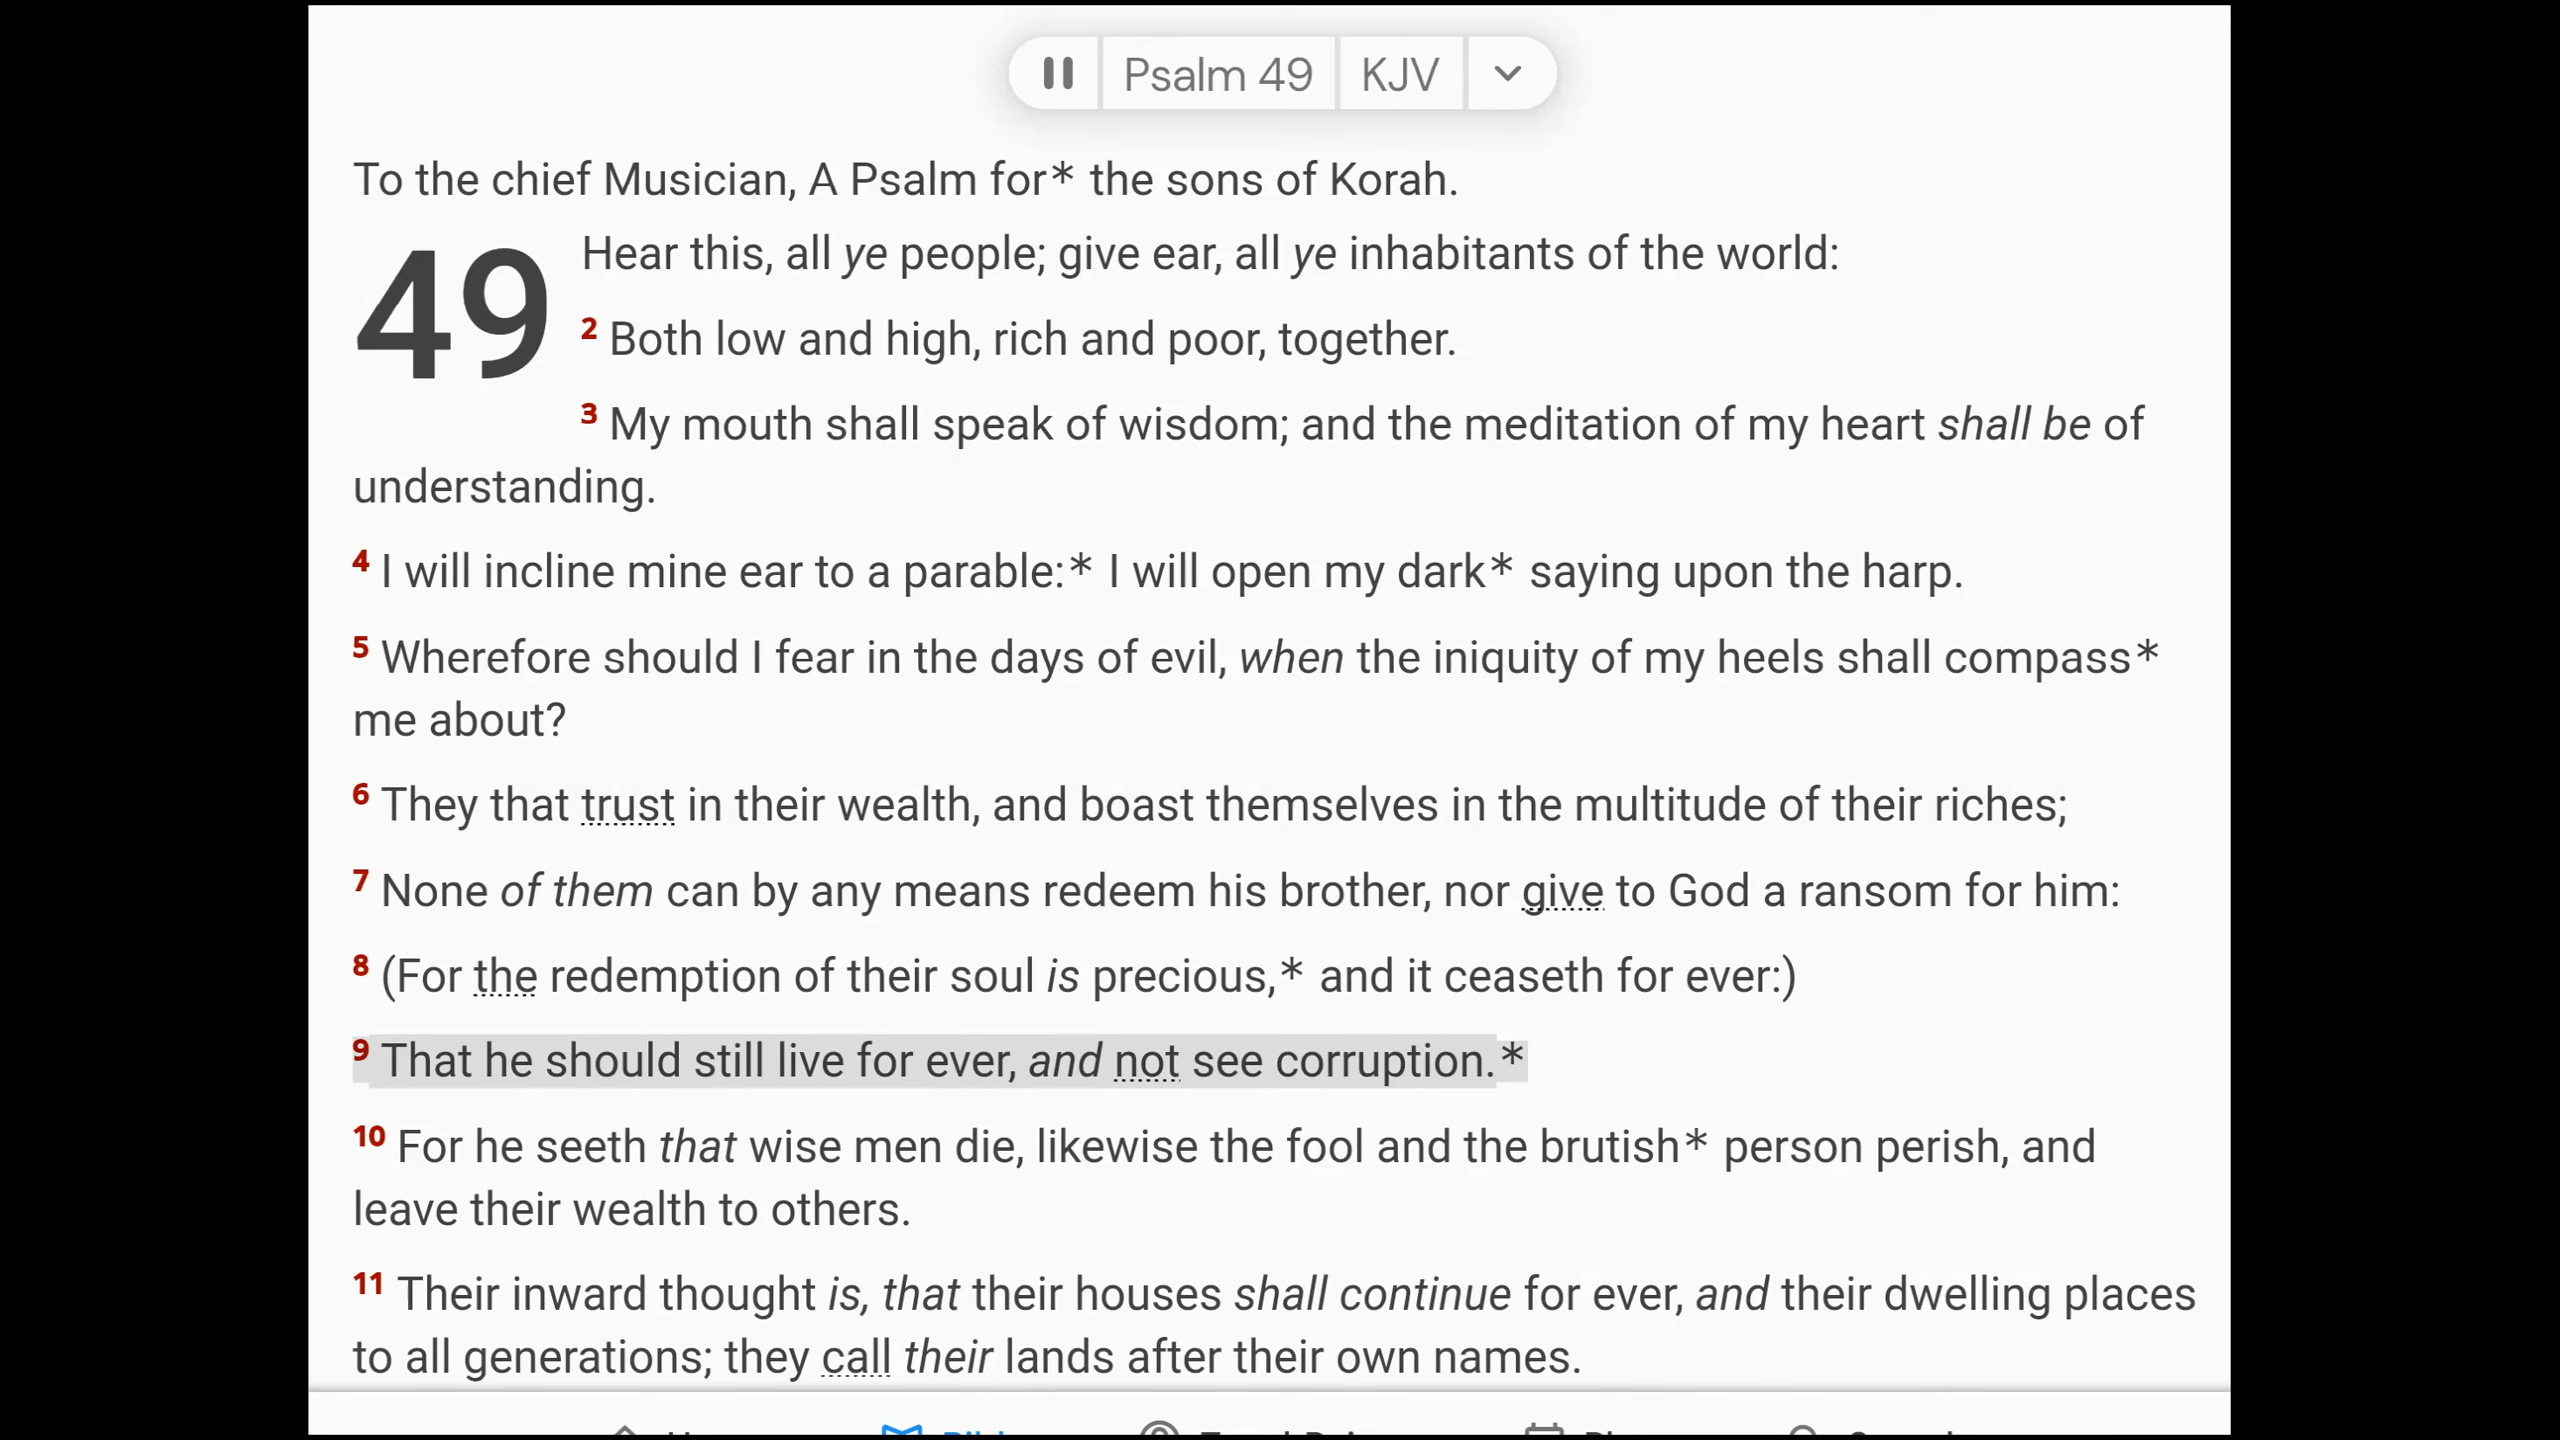 Psalm 49 KJV
To the chief Musician, A Psalm for* the sons of Korah.
49 Hear this, all ye people; give ear, all ye inhabitants of the world:
2 Both low and high, rich and poor, together.
3 My mouth shall speak of wisdom; and the meditation of my heart shall be of
understanding.
4 I will incline mine ear to a parable:* I will open my dark* saying upon the harp.
5 Wherefore should I fear in the days of evil, when the iniquity of my heels shall compass*
me about?
6 They that trust in their wealth, and boast themselves in the multitude of their riches;
7 None of them can by any means redeem his brother, nor give to God a ransom for him:
8 (For the redemption of their soul is precious,* and it ceaseth for ever:)
9 That he should still live for ever, and not see corruption.*
10 For he seeth that wise men die, likewise the fool and the brutish* person perish, and
leave their wealth to others.
11 Their inward thought is, that their houses shall continue for ever, and their dwelling places
to all generations; they call their lands after their own names.